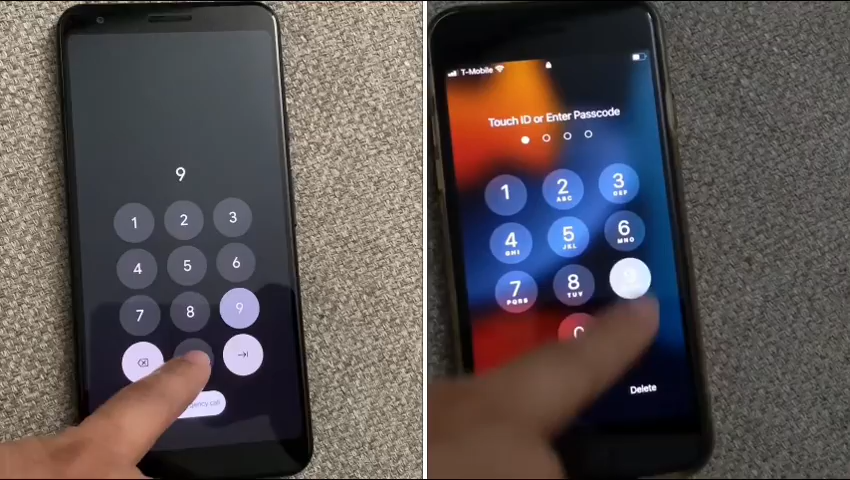 9
1 2 3
4 5 6
7 8 9
T-Mobile
Touch ID or Enter Passcode
1 2 3
ABC DEF
4 5 6
GHI JKL MNO
7 8
PQRS TUV
Delete